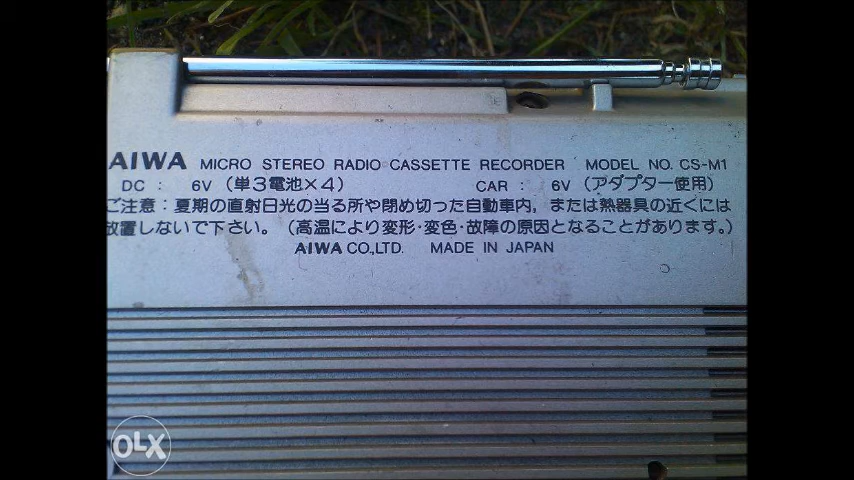 AIWA MICRO STEREO RADIO CASSETTE RECORDER MODEL NO. CS-M1
DC : 6V (単3電池×4) CAR : 6V (アダプター使用)
ご注意：夏期の直射日光の当る所や閉め切った自動車内, または熱器具の近くには
放置しないで下さい。(高温により変形・変色・故障の原因となることがあります。)
AIWA CO.,LTD. MADE IN JAPAN
OLX